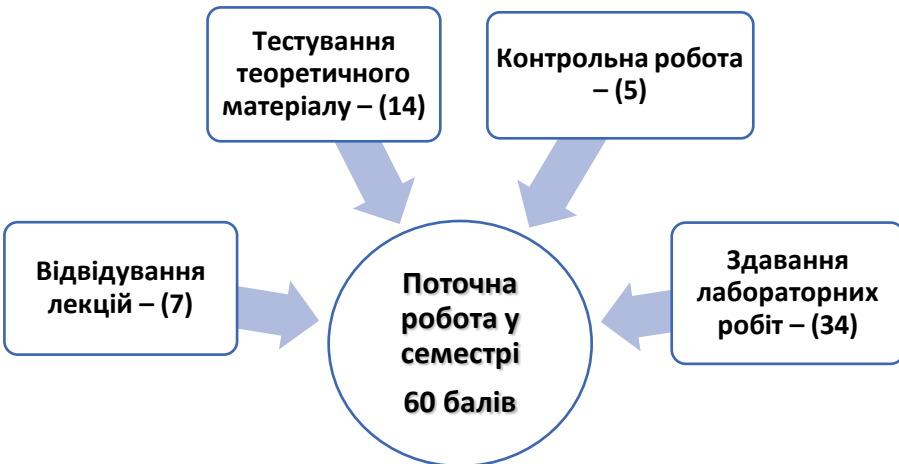 Тестування
теоретичного
матеріалу – (14)
Контрольна робота
– (5)
Відвідування
лекцій – (7)
Поточна
робота у
семестрі
60 балів
Здавання
лабораторних
робіт – (34)